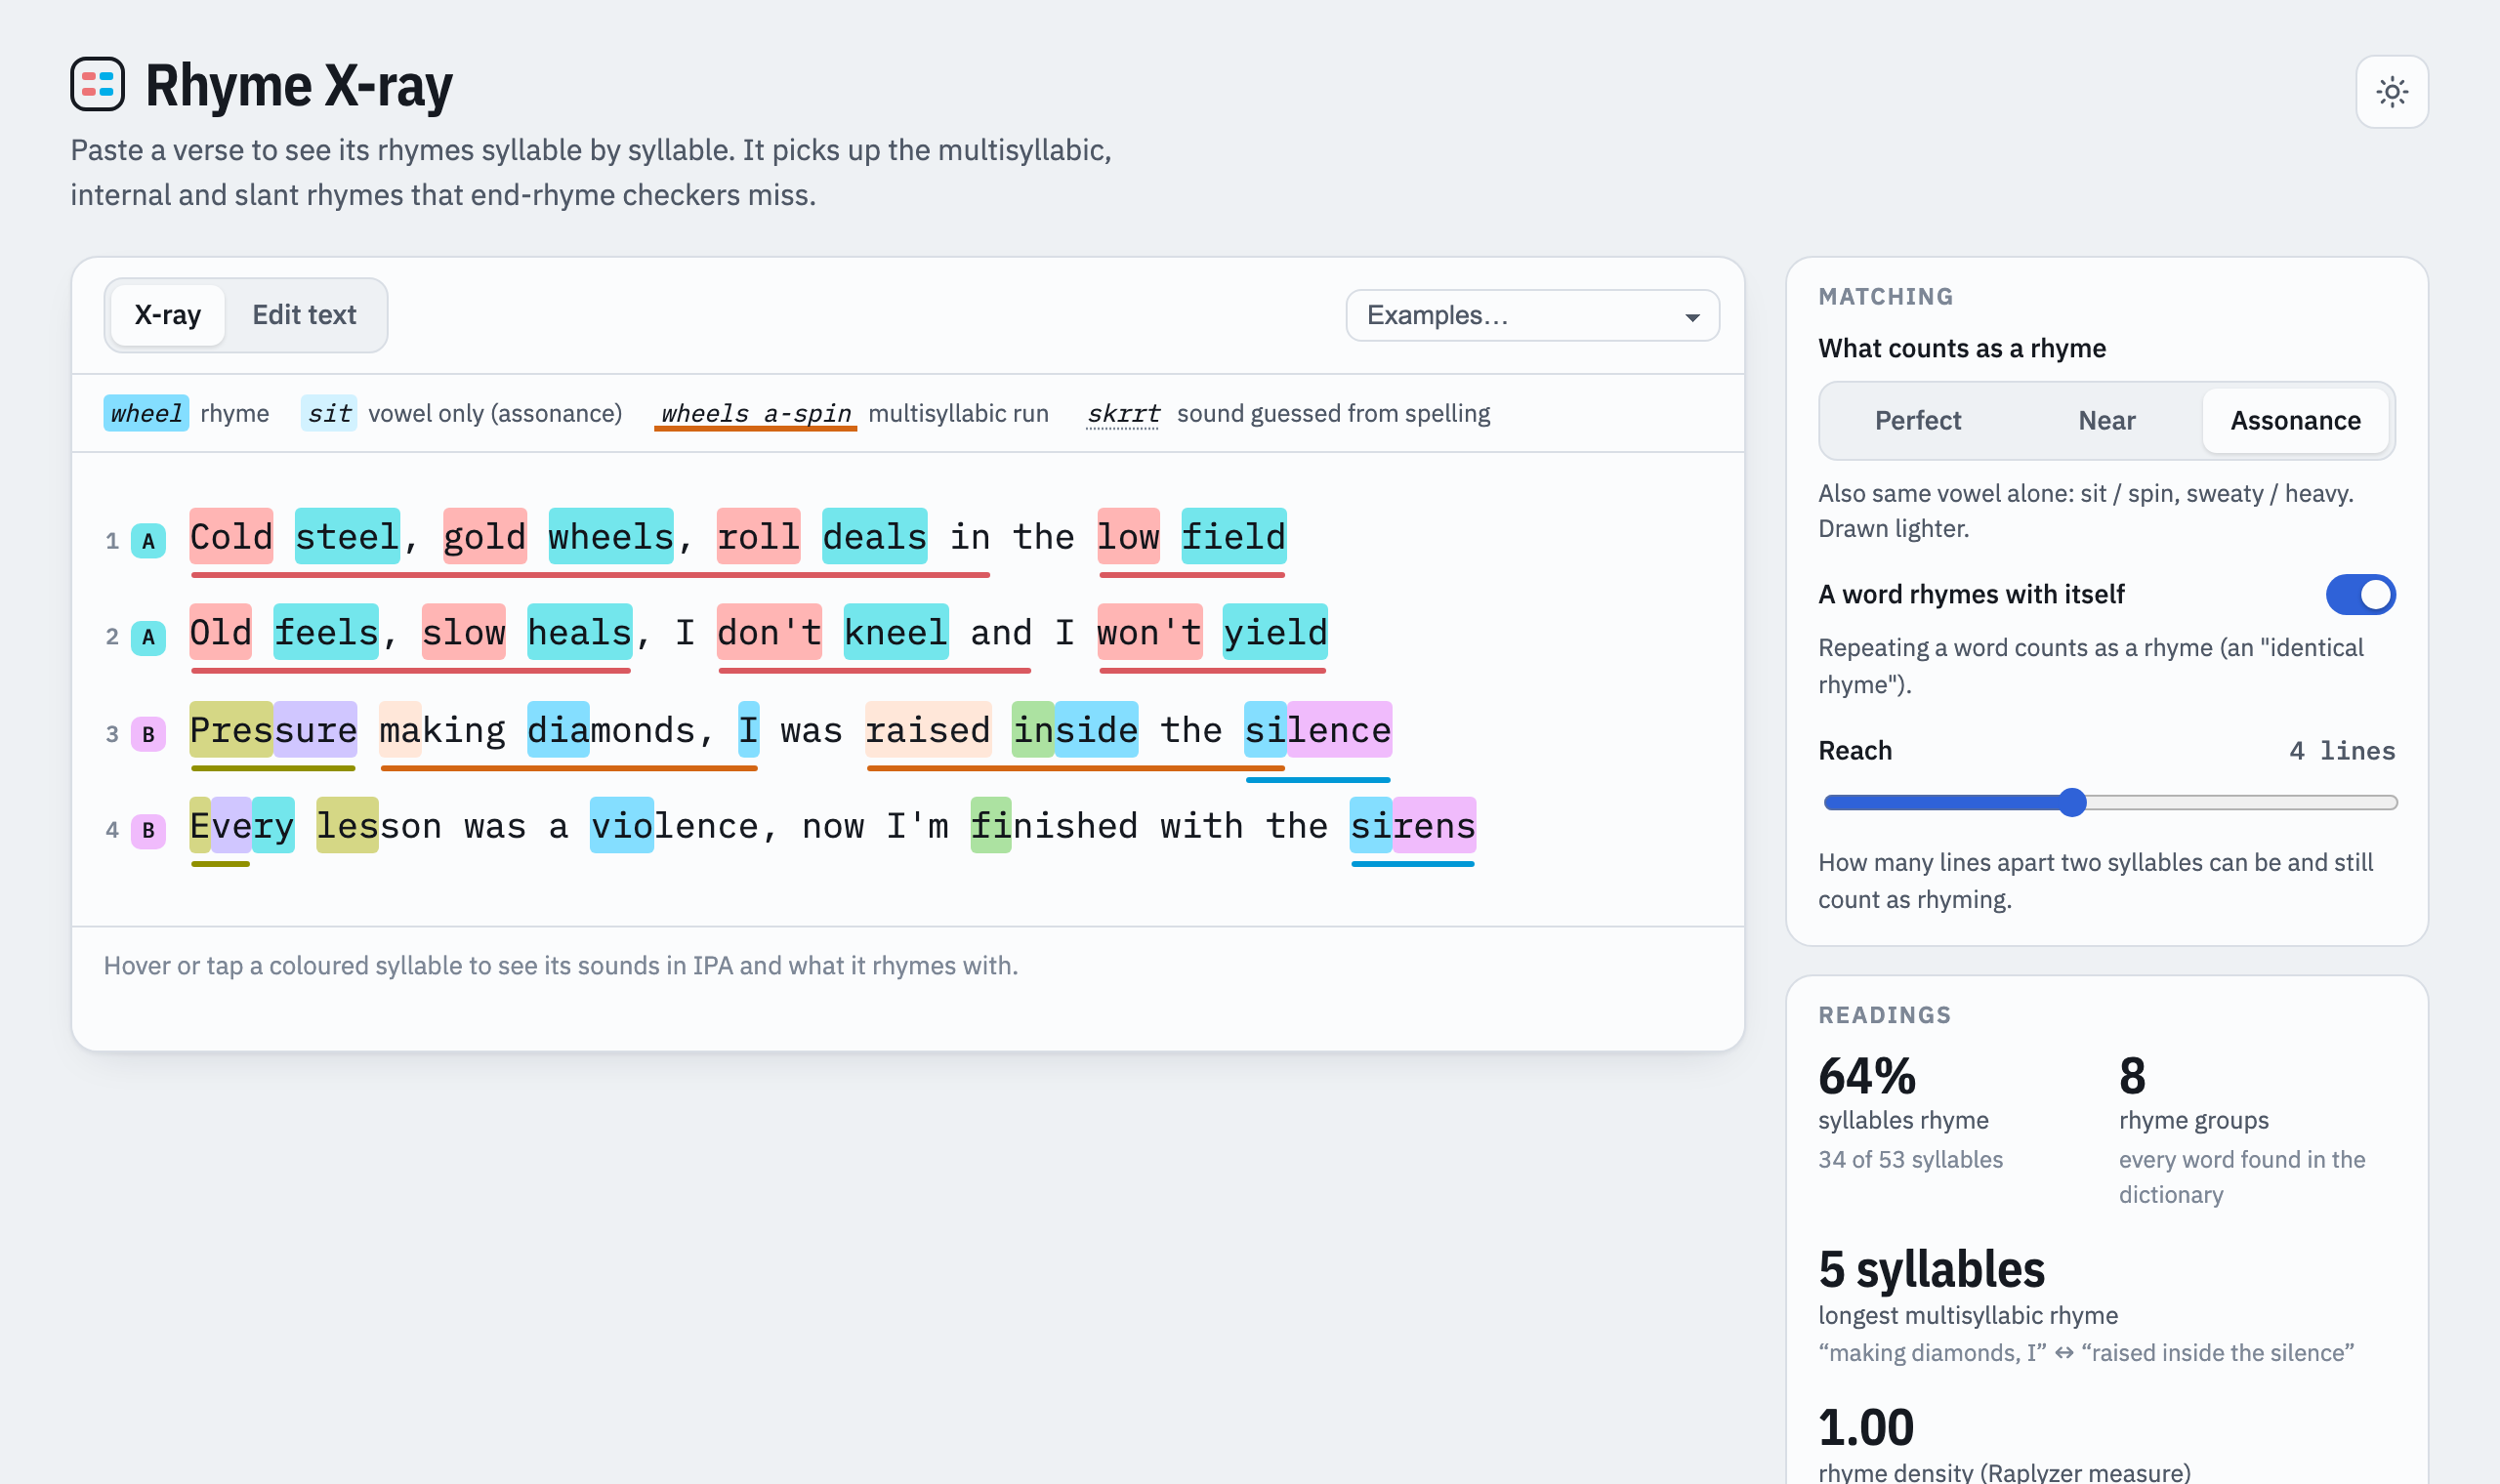 Rhyme X-ray
Paste a verse to see its rhymes syllable by syllable. It picks up the multisyllabic,
internal and slant rhymes that end-rhyme checkers miss.
X-ray Edit text Examples...
wheel rhyme sit vowel only (assonance) wheels a-spin multisyllabic run skrrt sound guessed from spelling
1 A Cold steel, gold wheels, roll deals in the low field
2 A Old feels, slow heals, I don't kneel and I won't yield
3 B Pressure making diamonds, I was raised inside the silence
4 B Every lesson was a violence, now I'm finished with the sirens
Hover or tap a coloured syllable to see its sounds in IPA and what it rhymes with.
MATCHING
What counts as a rhyme
Perfect Near Assonance
Also same vowel alone: sit / spin, sweaty / heavy.
Drawn lighter.
A word rhymes with itself
Repeating a word counts as a rhyme (an "identical
rhyme").
Reach 4 lines
How many lines apart two syllables can be and still
count as rhyming.
READINGS
64% 8
syllables rhyme rhyme groups
34 of 53 syllables every word found in the
dictionary
5 syllables
longest multisyllabic rhyme
“making diamonds, I” ↔ “raised inside the silence”
1.00
rhyme density (Raplyzer measure)